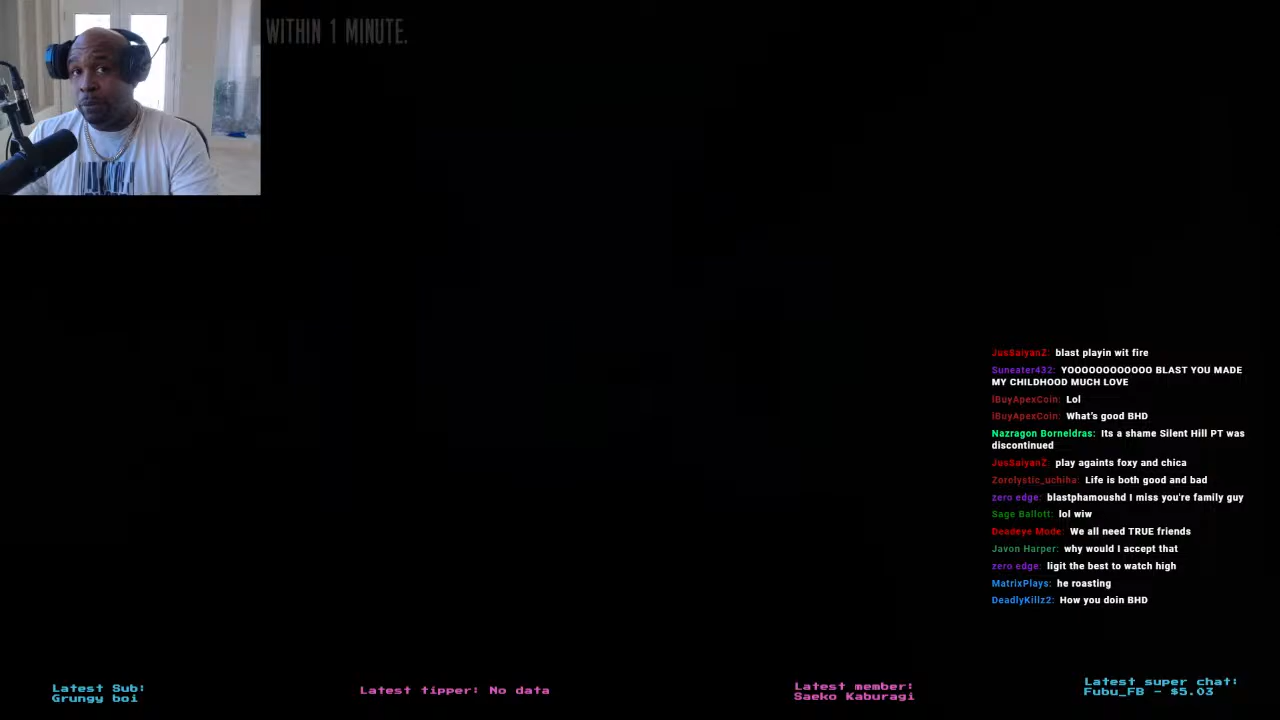 WITHIN 1 MINUTE.
JusSaiyanZ: blast playin wit fire
Suneater432: YOOOOOOOOOOOO BLAST YOU MADE
MY CHILDHOOD MUCH LOVE
iBuyApexCoin: Lol
iBuyApexCoin: What's good BHD
Nazragon Borneldras: Its a shame Silent Hill PT was
discontinued
JusSaiyanZ: play againts foxy and chica
Zorolystic_uchiha: Life is both good and bad
zero edge: blastphamoushd I miss you're family guy
Sage Ballott: lol wiw
Deadeye Mode: We all need TRUE friends
Javon Harper: why would I accept that
zero edge: ligit the best to watch high
MatrixPlays: he roasting
DeadlyKillz2: How you doin BHD
Latest Sub:
Grungy boi
Latest tipper: No data
Latest member:
Saeko Kaburagi
Latest super chat:
Fubu_FB - $5.03